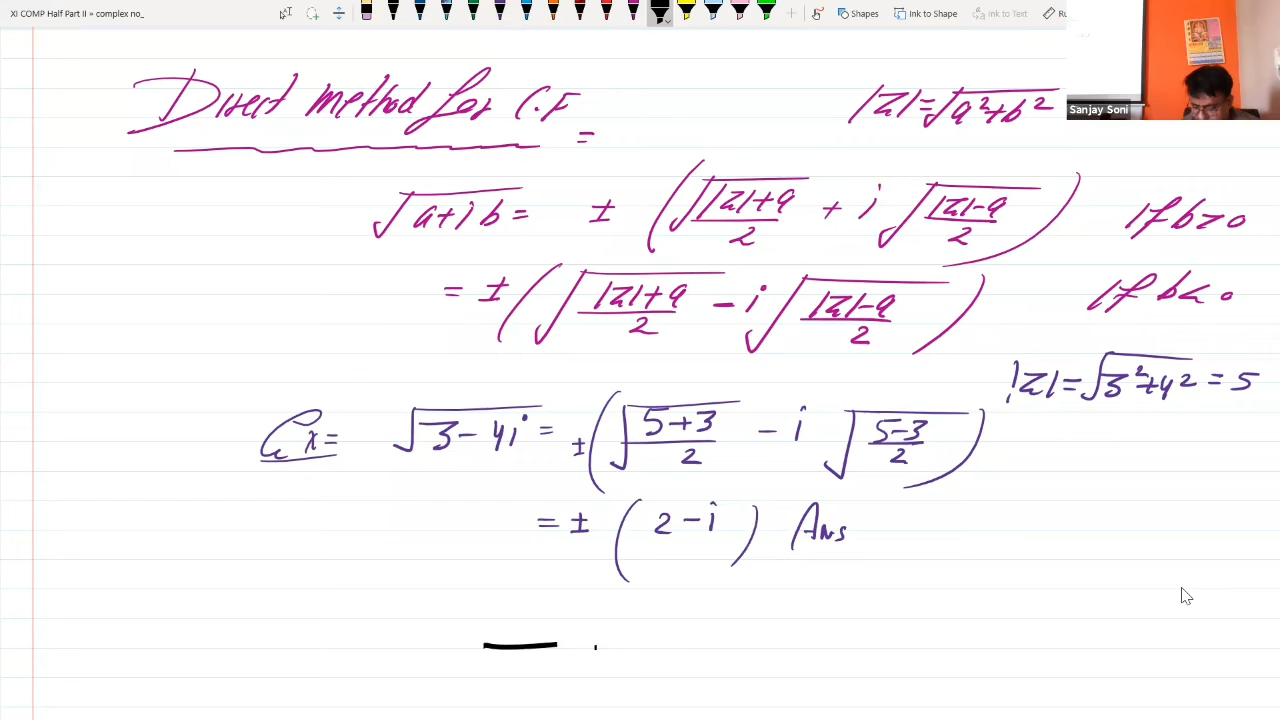 XI COMP Half Part II » complex no_
Shapes
Ink to Shape
Ink to Text
Ru
Sanjay Soni
Direct method for C.F
|Z|=√(a²+b²)
√(a+ib) = ± (√((|Z|+a)/2) + i √((|Z|-a)/2)) if b>0
= ± (√((|Z|+a)/2) - i √((|Z|-a)/2)) if b<0
|Z|=√(3²+4²) = 5
Ex= √(3-4i) = ± (√((5+3)/2) - i √((5-3)/2))
= ± (2-i) Ans